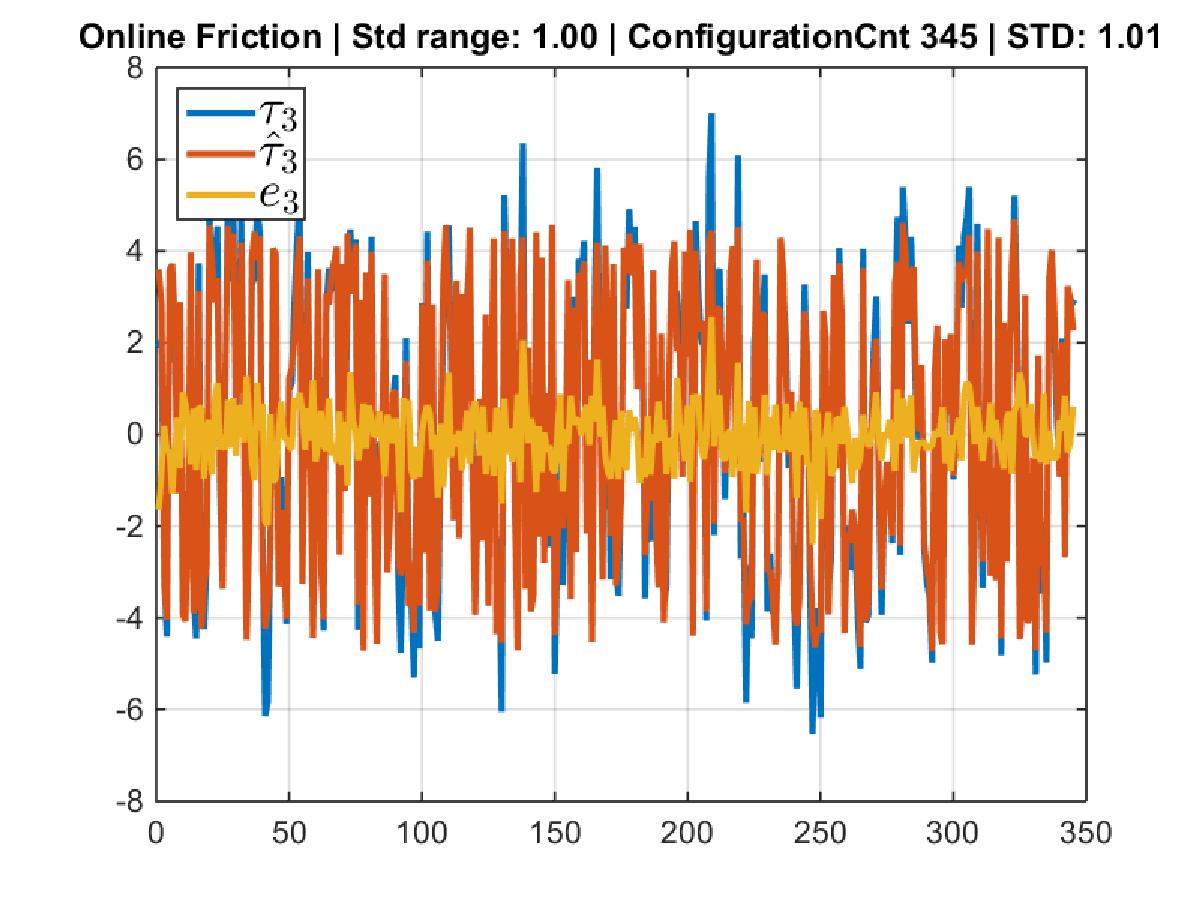 Online Friction | Std range: 1.00 | ConfigurationCnt 345 | STD: 1.01
8
τ₃
τ̂₃
e₃
6
4
2
0
-2
-4
-6
-8
0 50 100 150 200 250 300 350